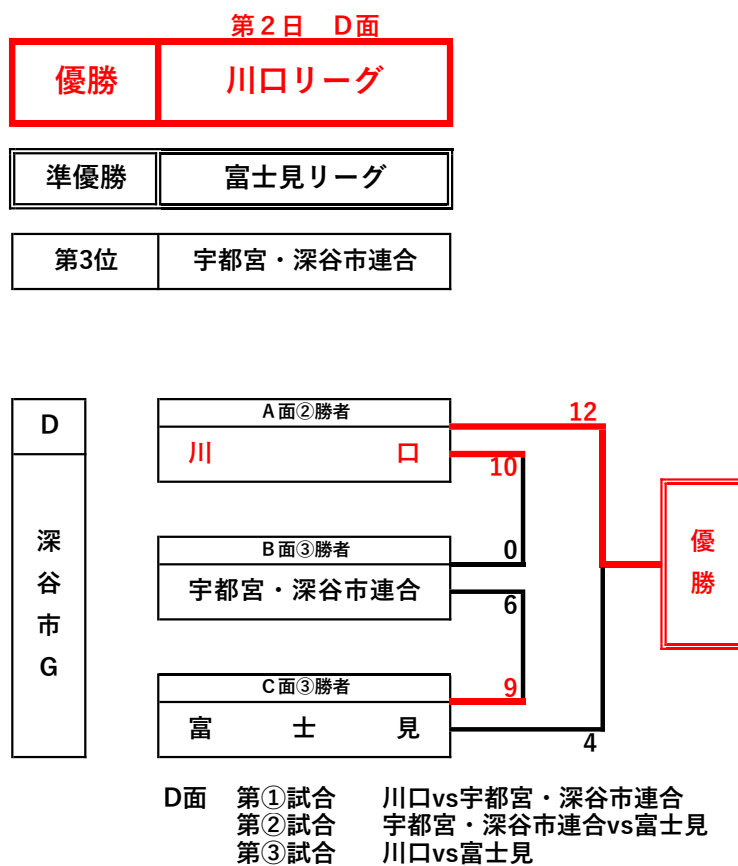 第２日　D面
優勝　川口リーグ
準優勝　富士見リーグ
第3位　宇都宮・深谷市連合
D
深谷市G
A面②勝者
川　口
12
10
B面③勝者
宇都宮・深谷市連合
0
6
C面③勝者
富　士　見
9
4
優勝
D面　第①試合　川口vs宇都宮・深谷市連合
第②試合　宇都宮・深谷市連合vs富士見
第③試合　川口vs富士見